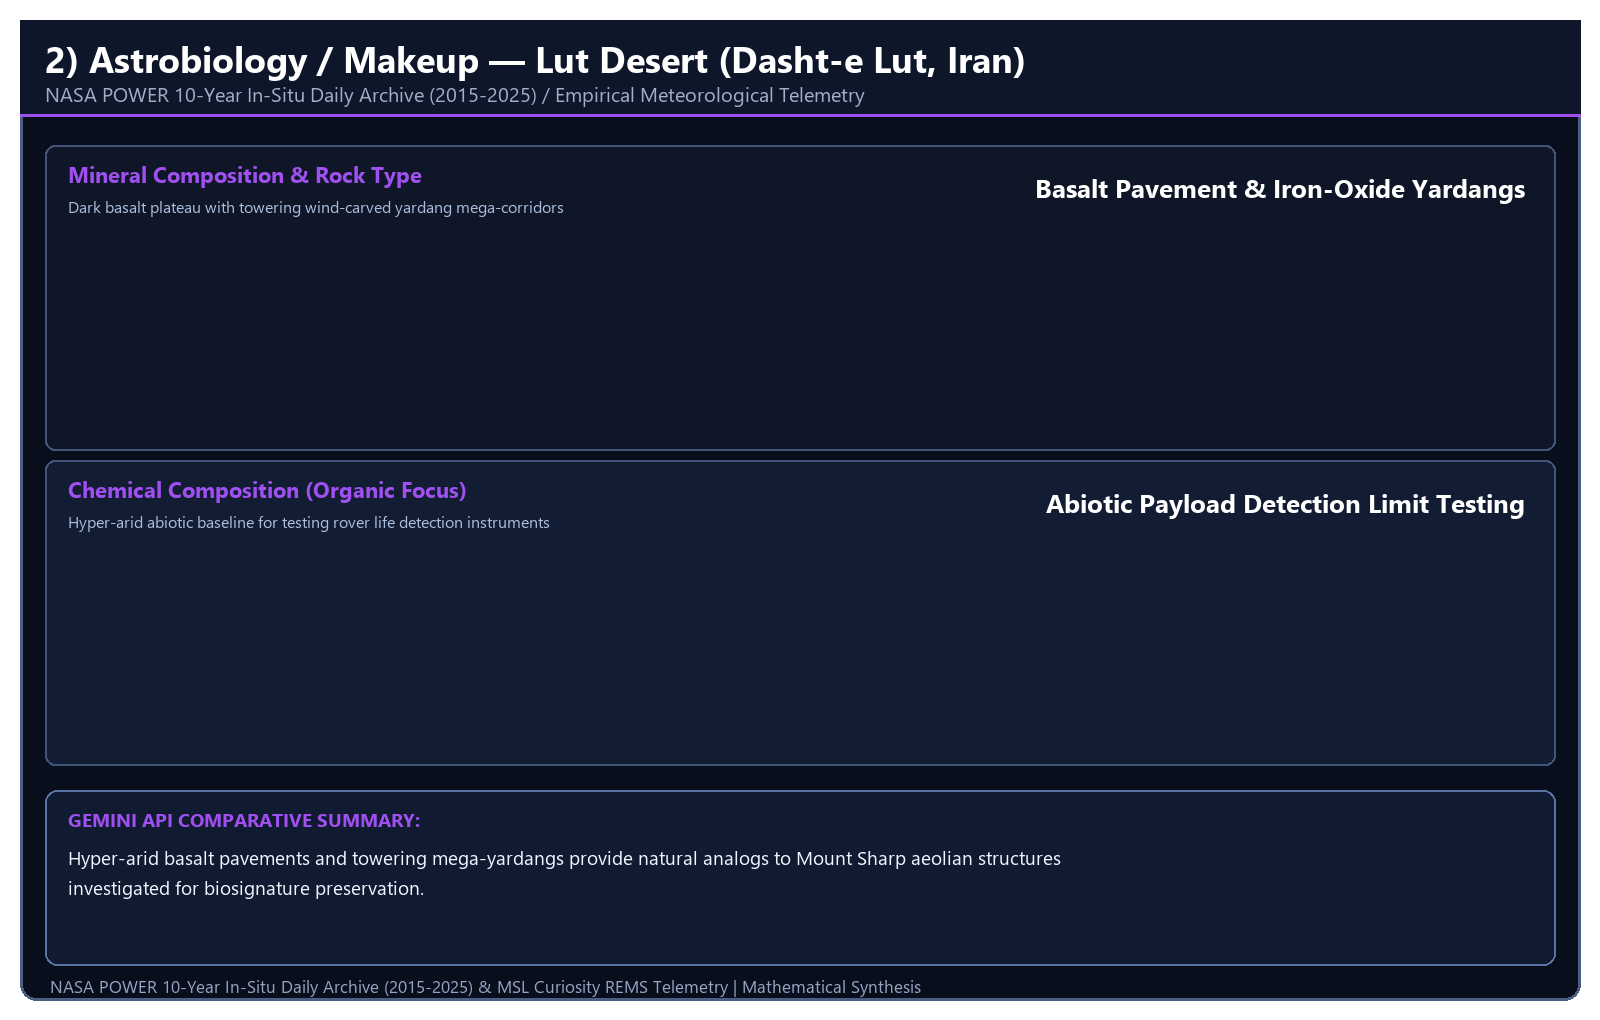 2) Astrobiology / Makeup — Lut Desert (Dasht-e Lut, Iran)
NASA POWER 10-Year In-Situ Daily Archive (2015-2025) / Empirical Meteorological Telemetry
Mineral Composition & Rock Type
Basalt Pavement & Iron-Oxide Yardangs
Dark basalt plateau with towering wind-carved yardang mega-corridors
Chemical Composition (Organic Focus)
Abiotic Payload Detection Limit Testing
Hyper-arid abiotic baseline for testing rover life detection instruments
GEMINI API COMPARATIVE SUMMARY:
Hyper-arid basalt pavements and towering mega-yardangs provide natural analogs to Mount Sharp aeolian structures
investigated for biosignature preservation.
NASA POWER 10-Year In-Situ Daily Archive (2015-2025) & MSL Curiosity REMS Telemetry | Mathematical Synthesis